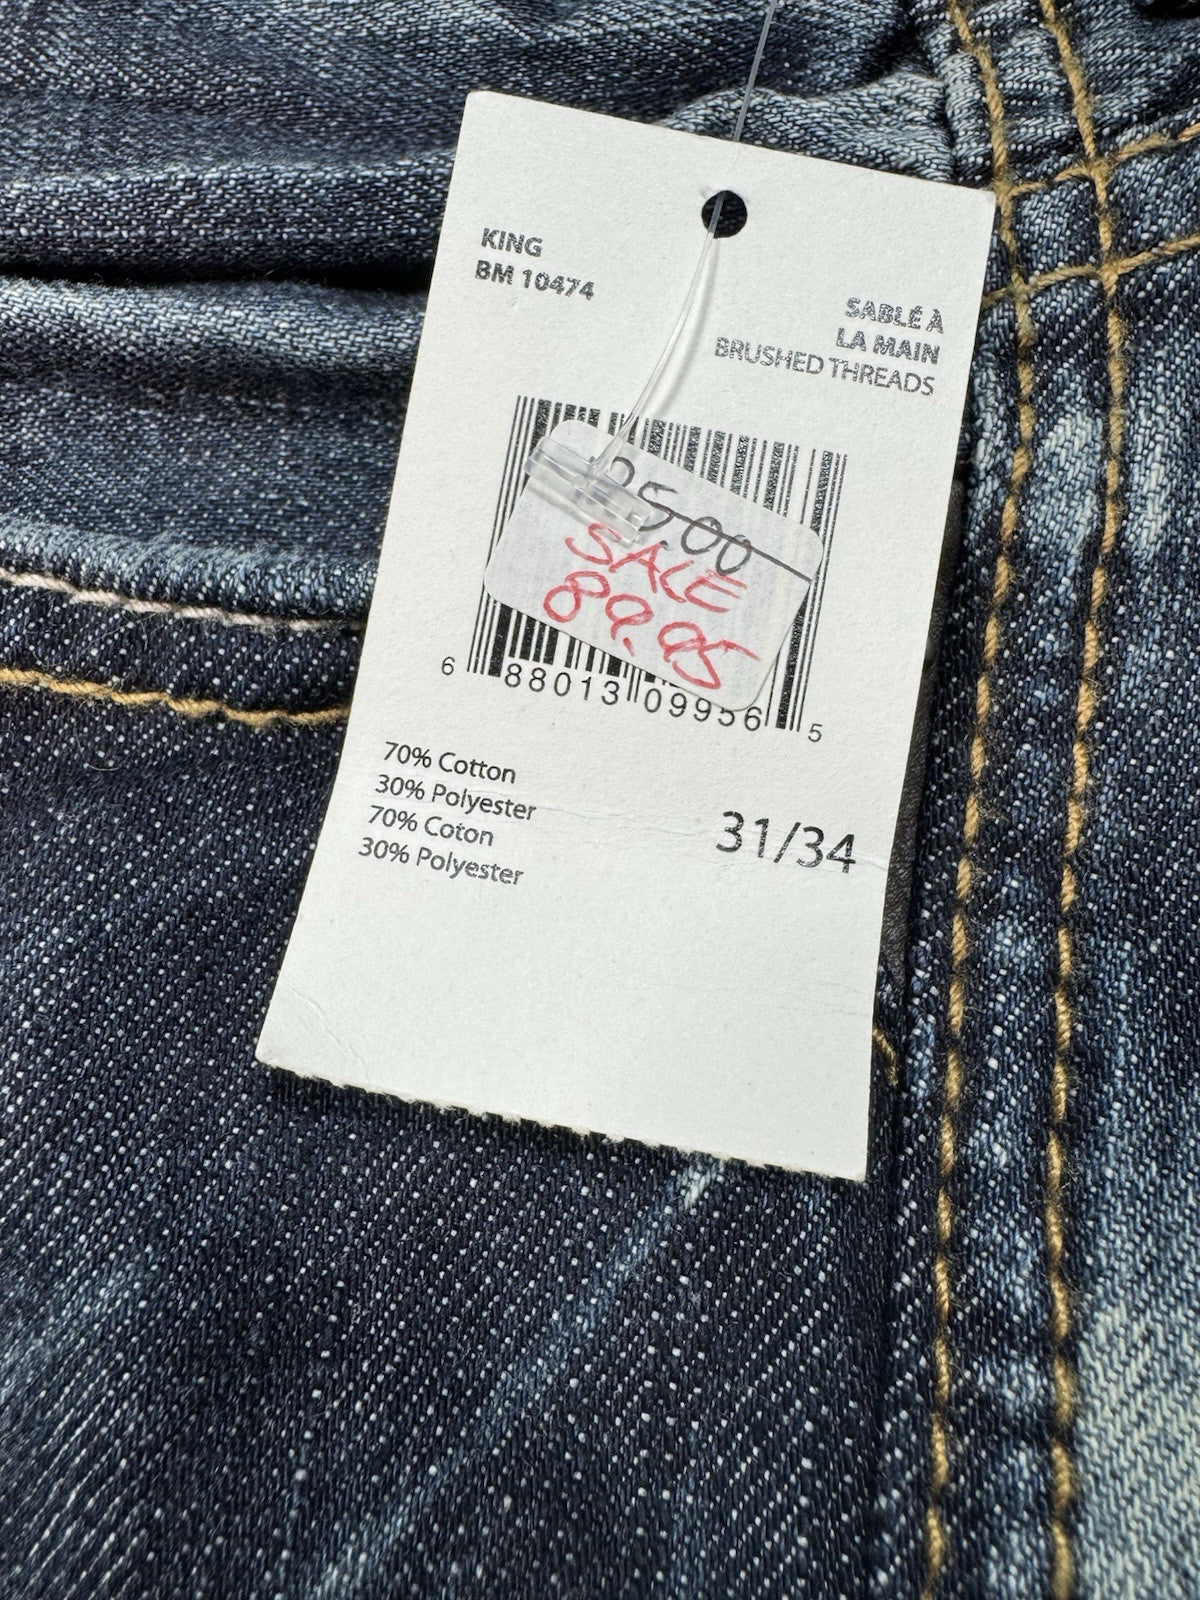 KING
BM 10474
SABLÉ À
LA MAIN
BRUSHED THREADS
25.00
SALE
89.95
6 88013 09956 5
70% Cotton
30% Polyester
70% Coton
30% Polyester
31/34